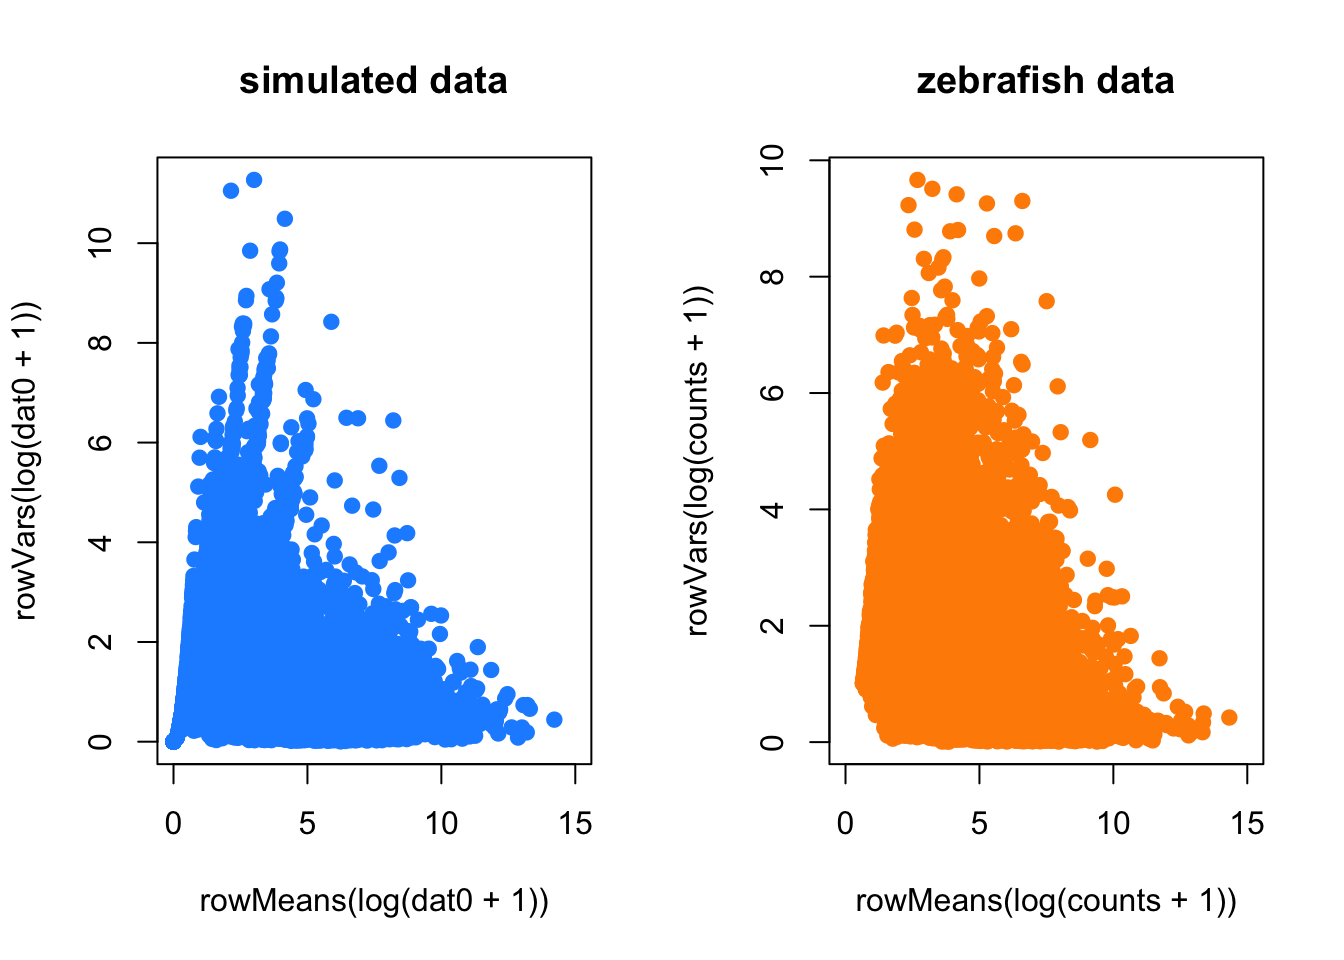 simulated data
rowVars(log(dat0 + 1))
0 2 4 6 8 10
0 5 10 15
rowMeans(log(dat0 + 1))
zebrafish data
rowVars(log(counts + 1))
0 2 4 6 8 10
0 5 10 15
rowMeans(log(counts + 1))